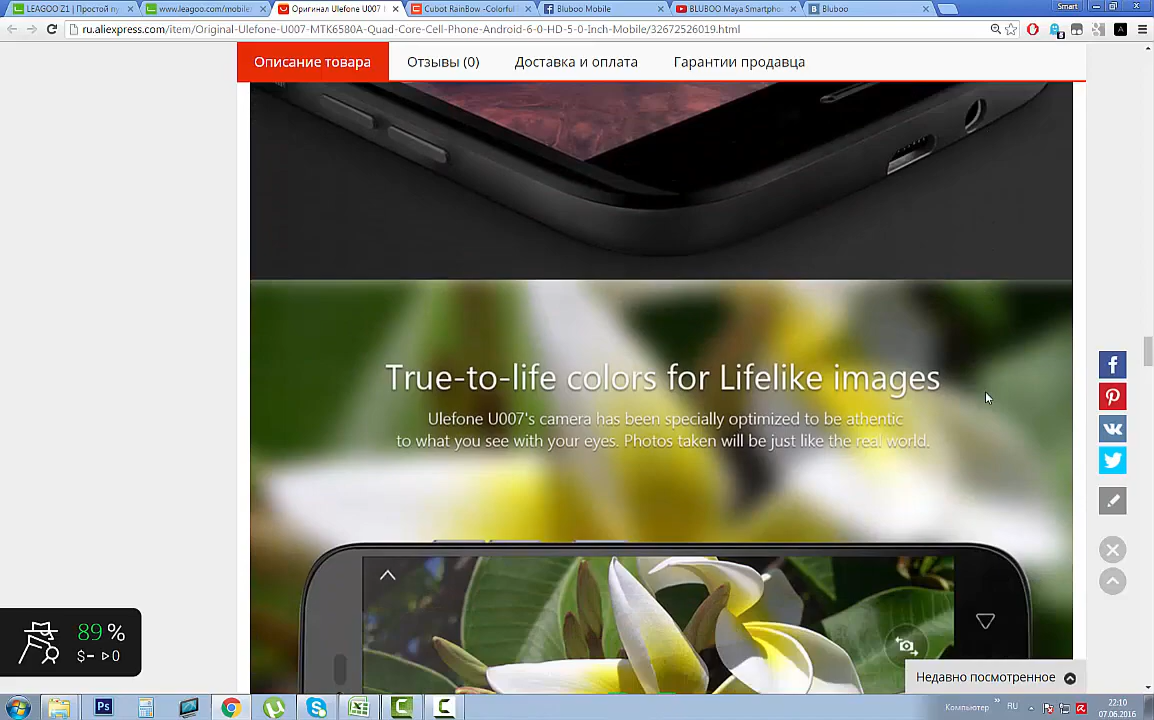 LEAGOO Z1 | Простой пу
www.leagoo.com/mobile
Оригинал Ulefone U007
Cubot RainBow -Colorful
Bluboo Mobile
BLUBOO Maya Smartpho
Bluboo
Smart
ru.aliexpress.com/item/Original-Ulefone-U007-MTK6580A-Quad-Core-Cell-Phone-Android-6-0-HD-5-0-Inch-Mobile/32672526019.html
Описание товара
Отзывы (0)
Доставка и оплата
Гарантии продавца
True-to-life colors for Lifelike images
Ulefone U007's camera has been specially optimized to be athentic
to what you see with your eyes. Photos taken will be just like the real world.
89 %
$– ▷0
Недавно посмотренное
Компьютер
RU
22:10
07.06.2016